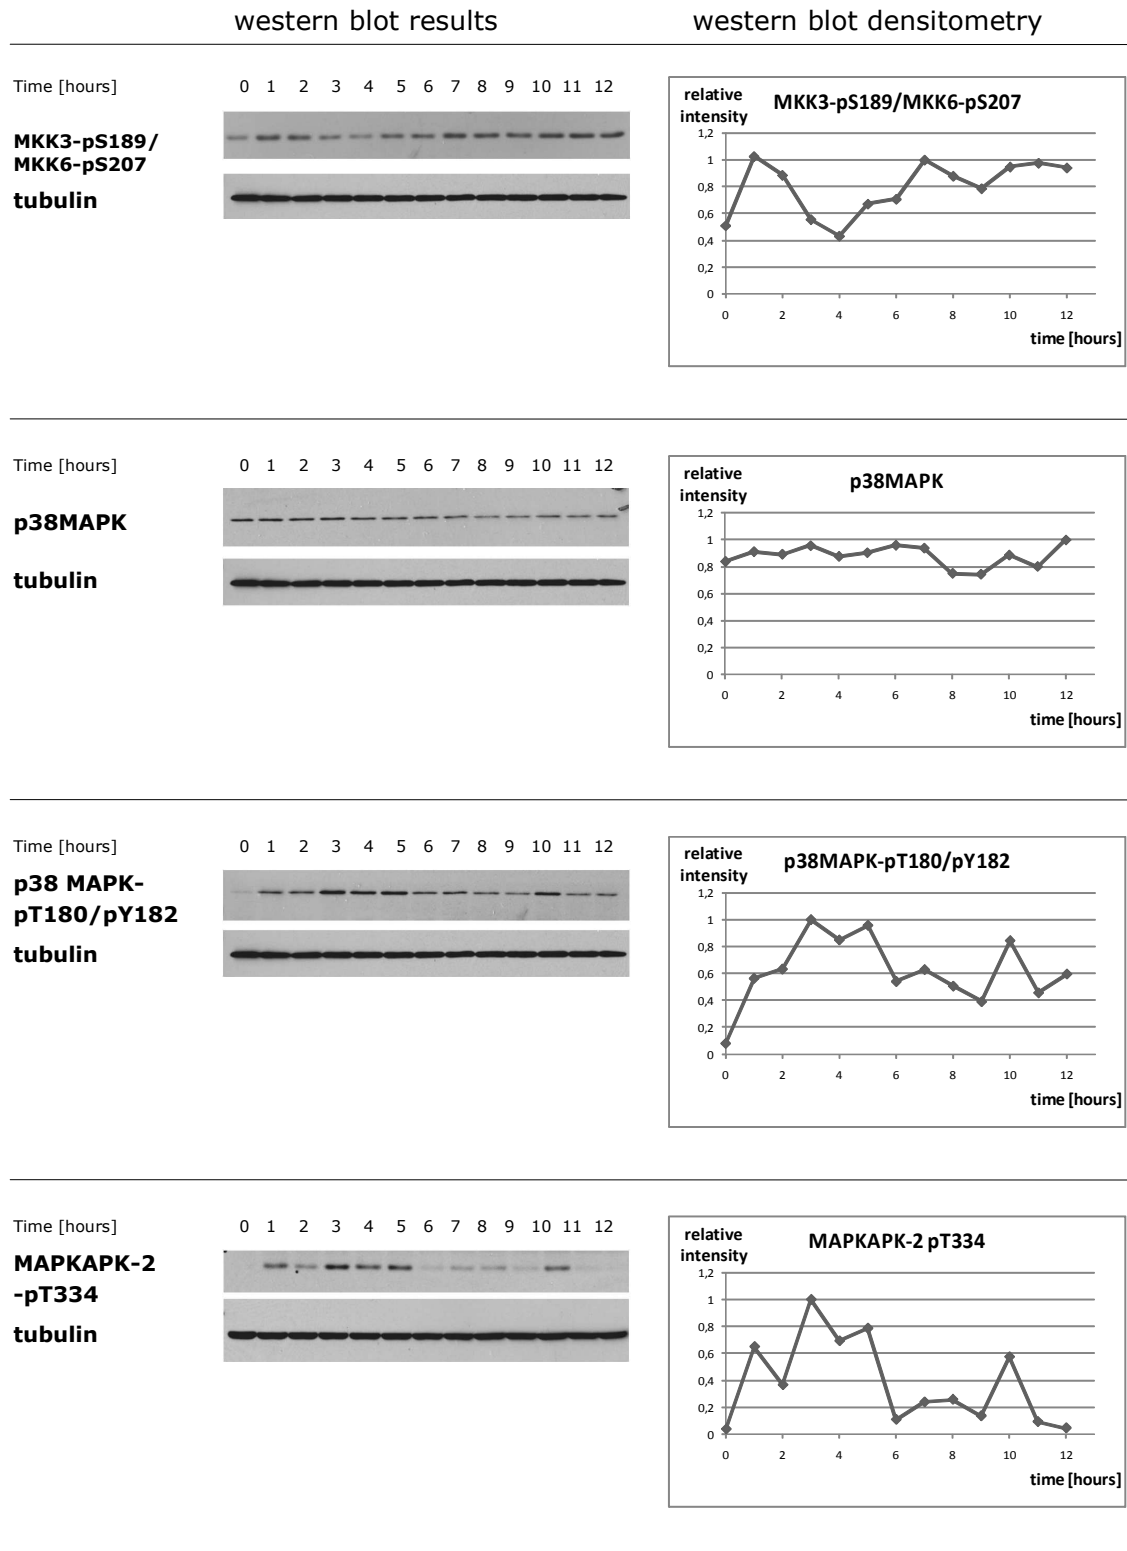 western blot results western blot densitometry
Time [hours] 0 1 2 3 4 5 6 7 8 9 10 11 12
MKK3-pS189/
MKK6-pS207
tubulin
relative
intensity
MKK3-pS189/MKK6-pS207
1,2
1
0,8
0,6
0,4
0,2
0
0 2 4 6 8 10 12
time [hours]
Time [hours] 0 1 2 3 4 5 6 7 8 9 10 11 12
p38MAPK
tubulin
relative
intensity
p38MAPK
1,2
1
0,8
0,6
0,4
0,2
0
0 2 4 6 8 10 12
time [hours]
Time [hours] 0 1 2 3 4 5 6 7 8 9 10 11 12
p38 MAPK-
pT180/pY182
tubulin
relative
intensity
p38MAPK-pT180/pY182
1,2
1
0,8
0,6
0,4
0,2
0
0 2 4 6 8 10 12
time [hours]
Time [hours] 0 1 2 3 4 5 6 7 8 9 10 11 12
MAPKAPK-2
-pT334
tubulin
relative
intensity
MAPKAPK-2 pT334
1,2
1
0,8
0,6
0,4
0,2
0
0 2 4 6 8 10 12
time [hours]